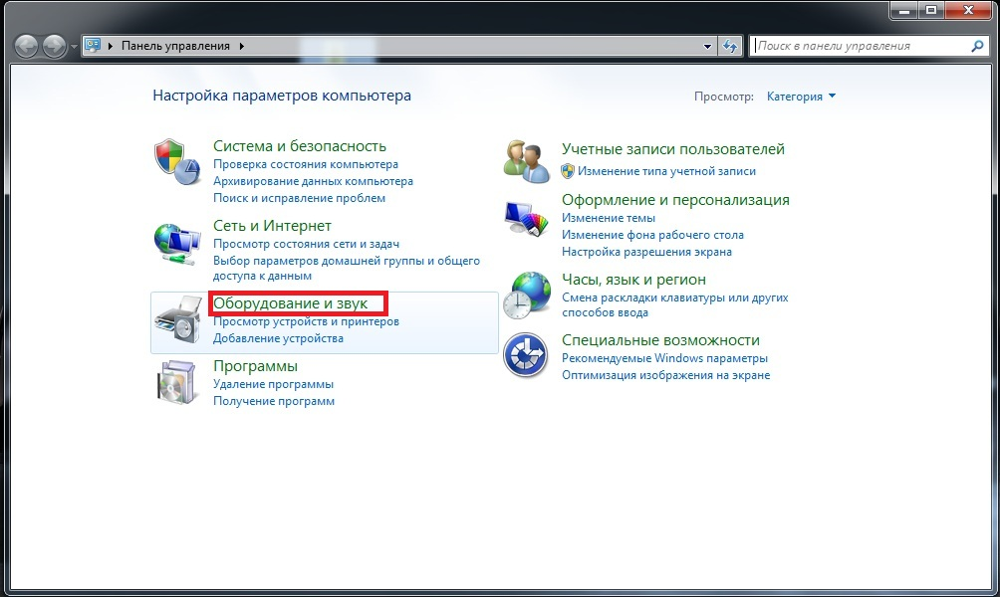 Панель управления
Поиск в панели управления
Настройка параметров компьютера
Просмотр: Категория
Система и безопасность
Проверка состояния компьютера
Архивирование данных компьютера
Поиск и исправление проблем
Сеть и Интернет
Просмотр состояния сети и задач
Выбор параметров домашней группы и общего
доступа к данным
Оборудование и звук
Просмотр устройств и принтеров
Добавление устройства
Программы
Удаление программы
Получение программ
Учетные записи пользователей
Изменение типа учетной записи
Оформление и персонализация
Изменение темы
Изменение фона рабочего стола
Настройка разрешения экрана
Часы, язык и регион
Смена раскладки клавиатуры или других
способов ввода
Специальные возможности
Рекомендуемые Windows параметры
Оптимизация изображения на экране